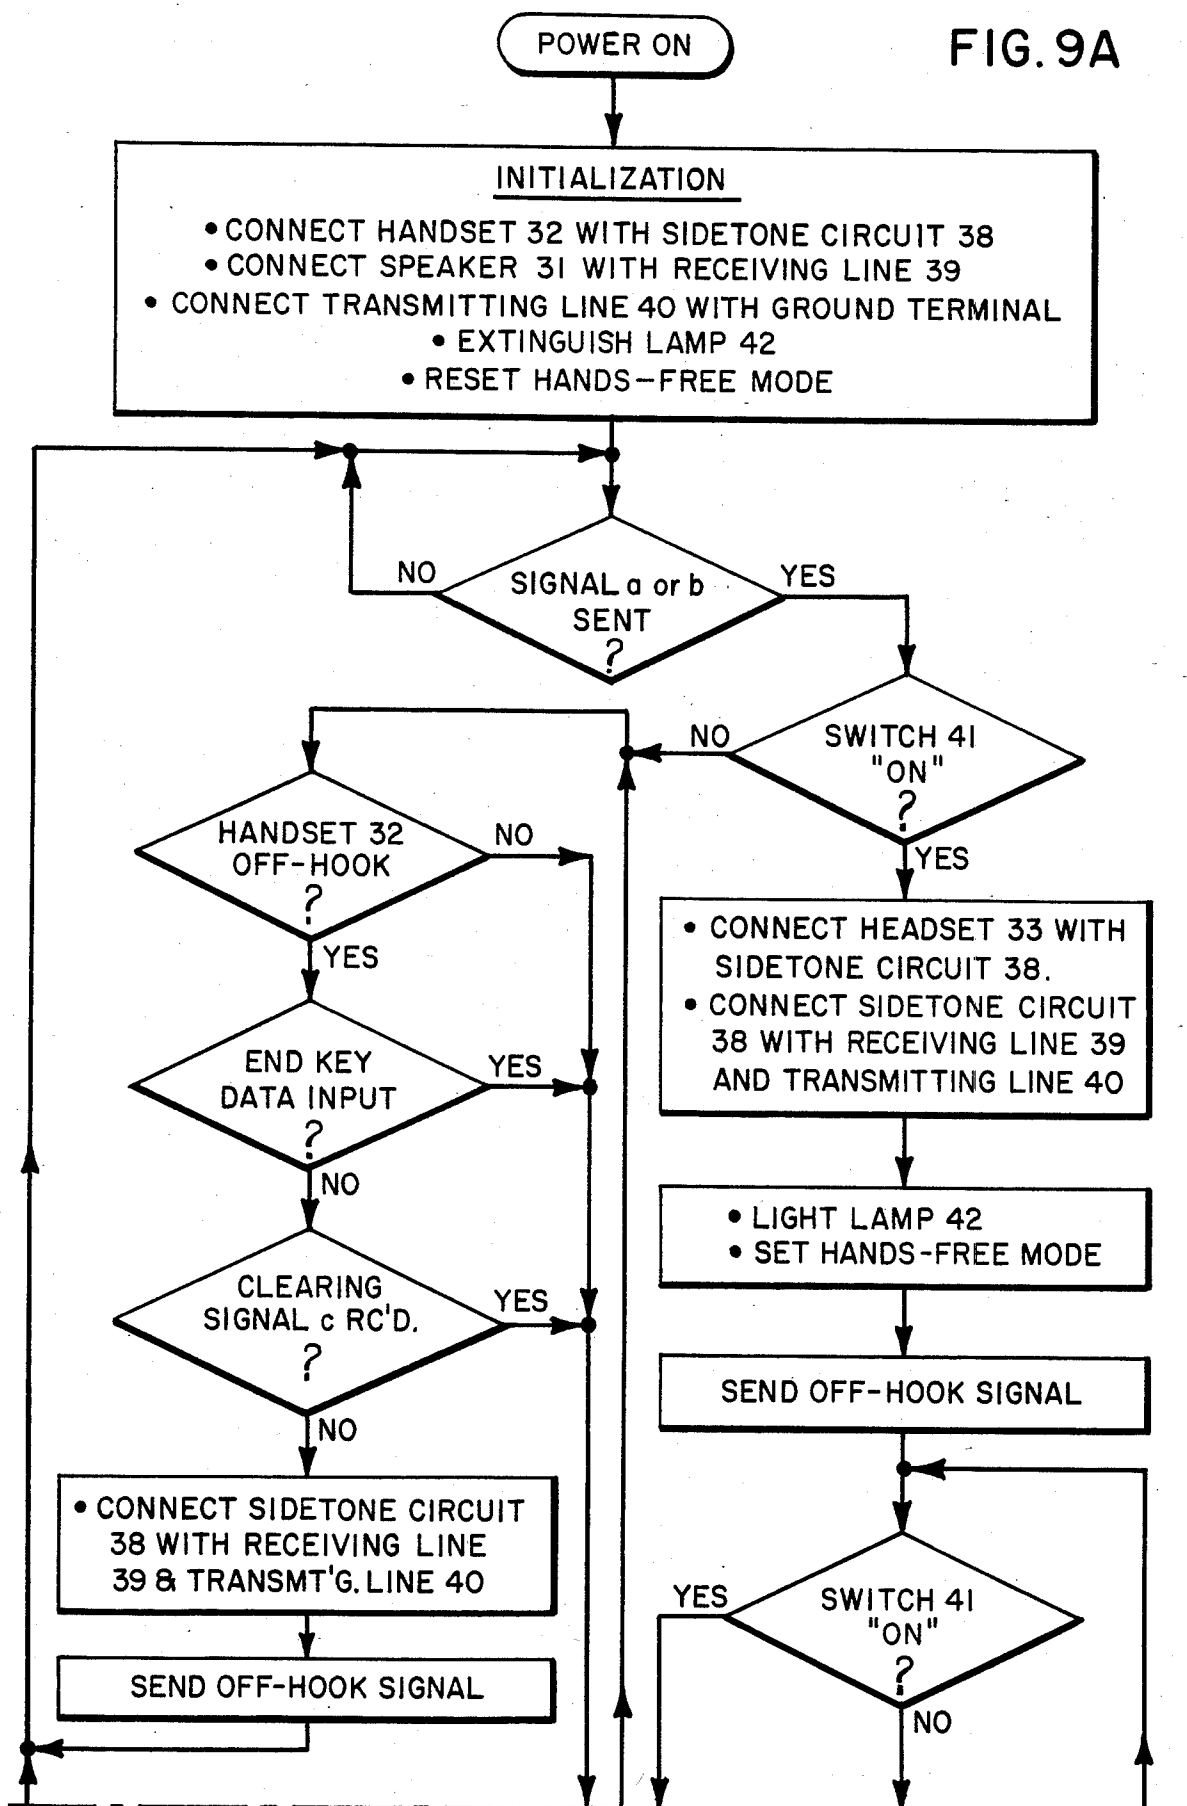 POWER ON
FIG. 9A
INITIALIZATION
• CONNECT HANDSET 32 WITH SIDETONE CIRCUIT 38
• CONNECT SPEAKER 31 WITH RECEIVING LINE 39
• CONNECT TRANSMITTING LINE 40 WITH GROUND TERMINAL
• EXTINGUISH LAMP 42
• RESET HANDS-FREE MODE
NO
SIGNAL a or b
SENT
?
YES
NO
SWITCH 41
"ON"
?
YES
HANDSET 32
OFF-HOOK
?
NO
YES
• CONNECT HEADSET 33 WITH
SIDETONE CIRCUIT 38.
• CONNECT SIDETONE CIRCUIT
38 WITH RECEIVING LINE 39
AND TRANSMITTING LINE 40
END KEY
DATA INPUT
?
YES
NO
• LIGHT LAMP 42
• SET HANDS-FREE MODE
CLEARING
SIGNAL c RC'D.
?
YES
NO
SEND OFF-HOOK SIGNAL
• CONNECT SIDETONE CIRCUIT
38 WITH RECEIVING LINE
39 & TRANSMT'G. LINE 40
SEND OFF-HOOK SIGNAL
YES
SWITCH 41
"ON"
?
NO